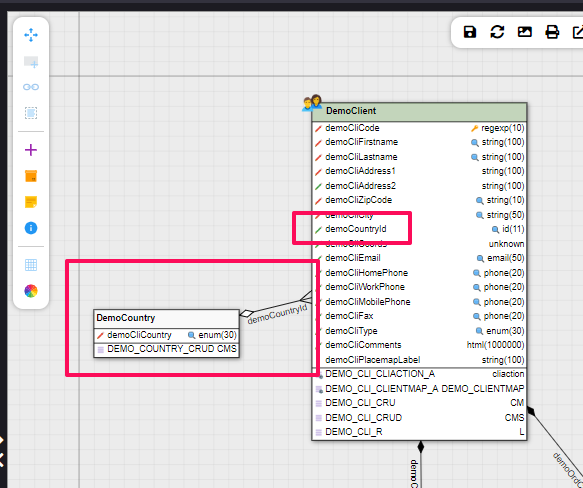 DemoClient
demoCliCode regexp(10)
demoCliFirstname string(100)
demoCliLastname string(100)
demoCliAddress1 string(100)
demoCliAddress2 string(100)
demoCliZipCode string(10)
demoCliCity string(50)
demoCountryId id(11)
demoCliCoords unknown
demoCliEmail email(50)
demoCliHomePhone phone(20)
demoCliWorkPhone phone(20)
demoCliMobilePhone phone(20)
demoCliFax phone(20)
demoCliType enum(30)
demoCliComments html(1000000)
demoCliPlacemapLabel string(100)
DEMO_CLI_CLIACTION_A cliaction
DEMO_CLI_CLIENTMAP_A DEMO_CLIENTMAP
DEMO_CLI_CRU CM
DEMO_CLI_CRUD CMS
DEMO_CLI_R L
demoCountryId
DemoCountry
demoCliCountry enum(30)
DEMO_COUNTRY_CRUD CMS